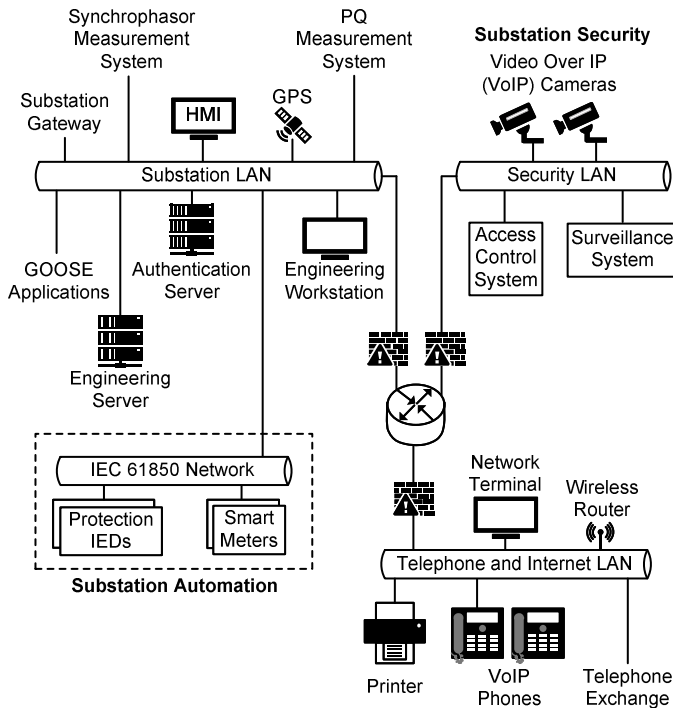 Synchrophasor
Measurement
System
PQ
Measurement
System
Substation Security
Video Over IP
(VoIP) Cameras
Substation
Gateway
HMI
GPS
Substation LAN
Security LAN
GOOSE
Applications
Authentication
Server
Engineering
Workstation
Access
Control
System
Surveillance
System
Engineering
Server
IEC 61850 Network
Protection
IEDs
Smart
Meters
Substation Automation
Network
Terminal
Wireless
Router
Telephone and Internet LAN
Printer
VoIP
Phones
Telephone
Exchange